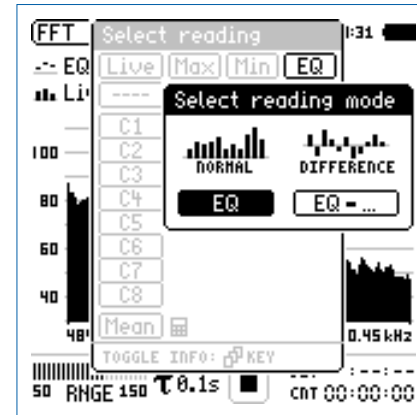 FFT
Select reading
:31
EQ
Live Max Min EQ
Li
----
Select reading mode
C1
C2
C3
C4
C5
C6
C7
C8
NORMAL
DIFFERENCE
EQ
EQ - ...
100
80
60
40
Mean
48
0.45 kHz
TOGGLE INFO: KEY
50 RNGE 150 τ0.1s
--:--
CNT 00:00:00